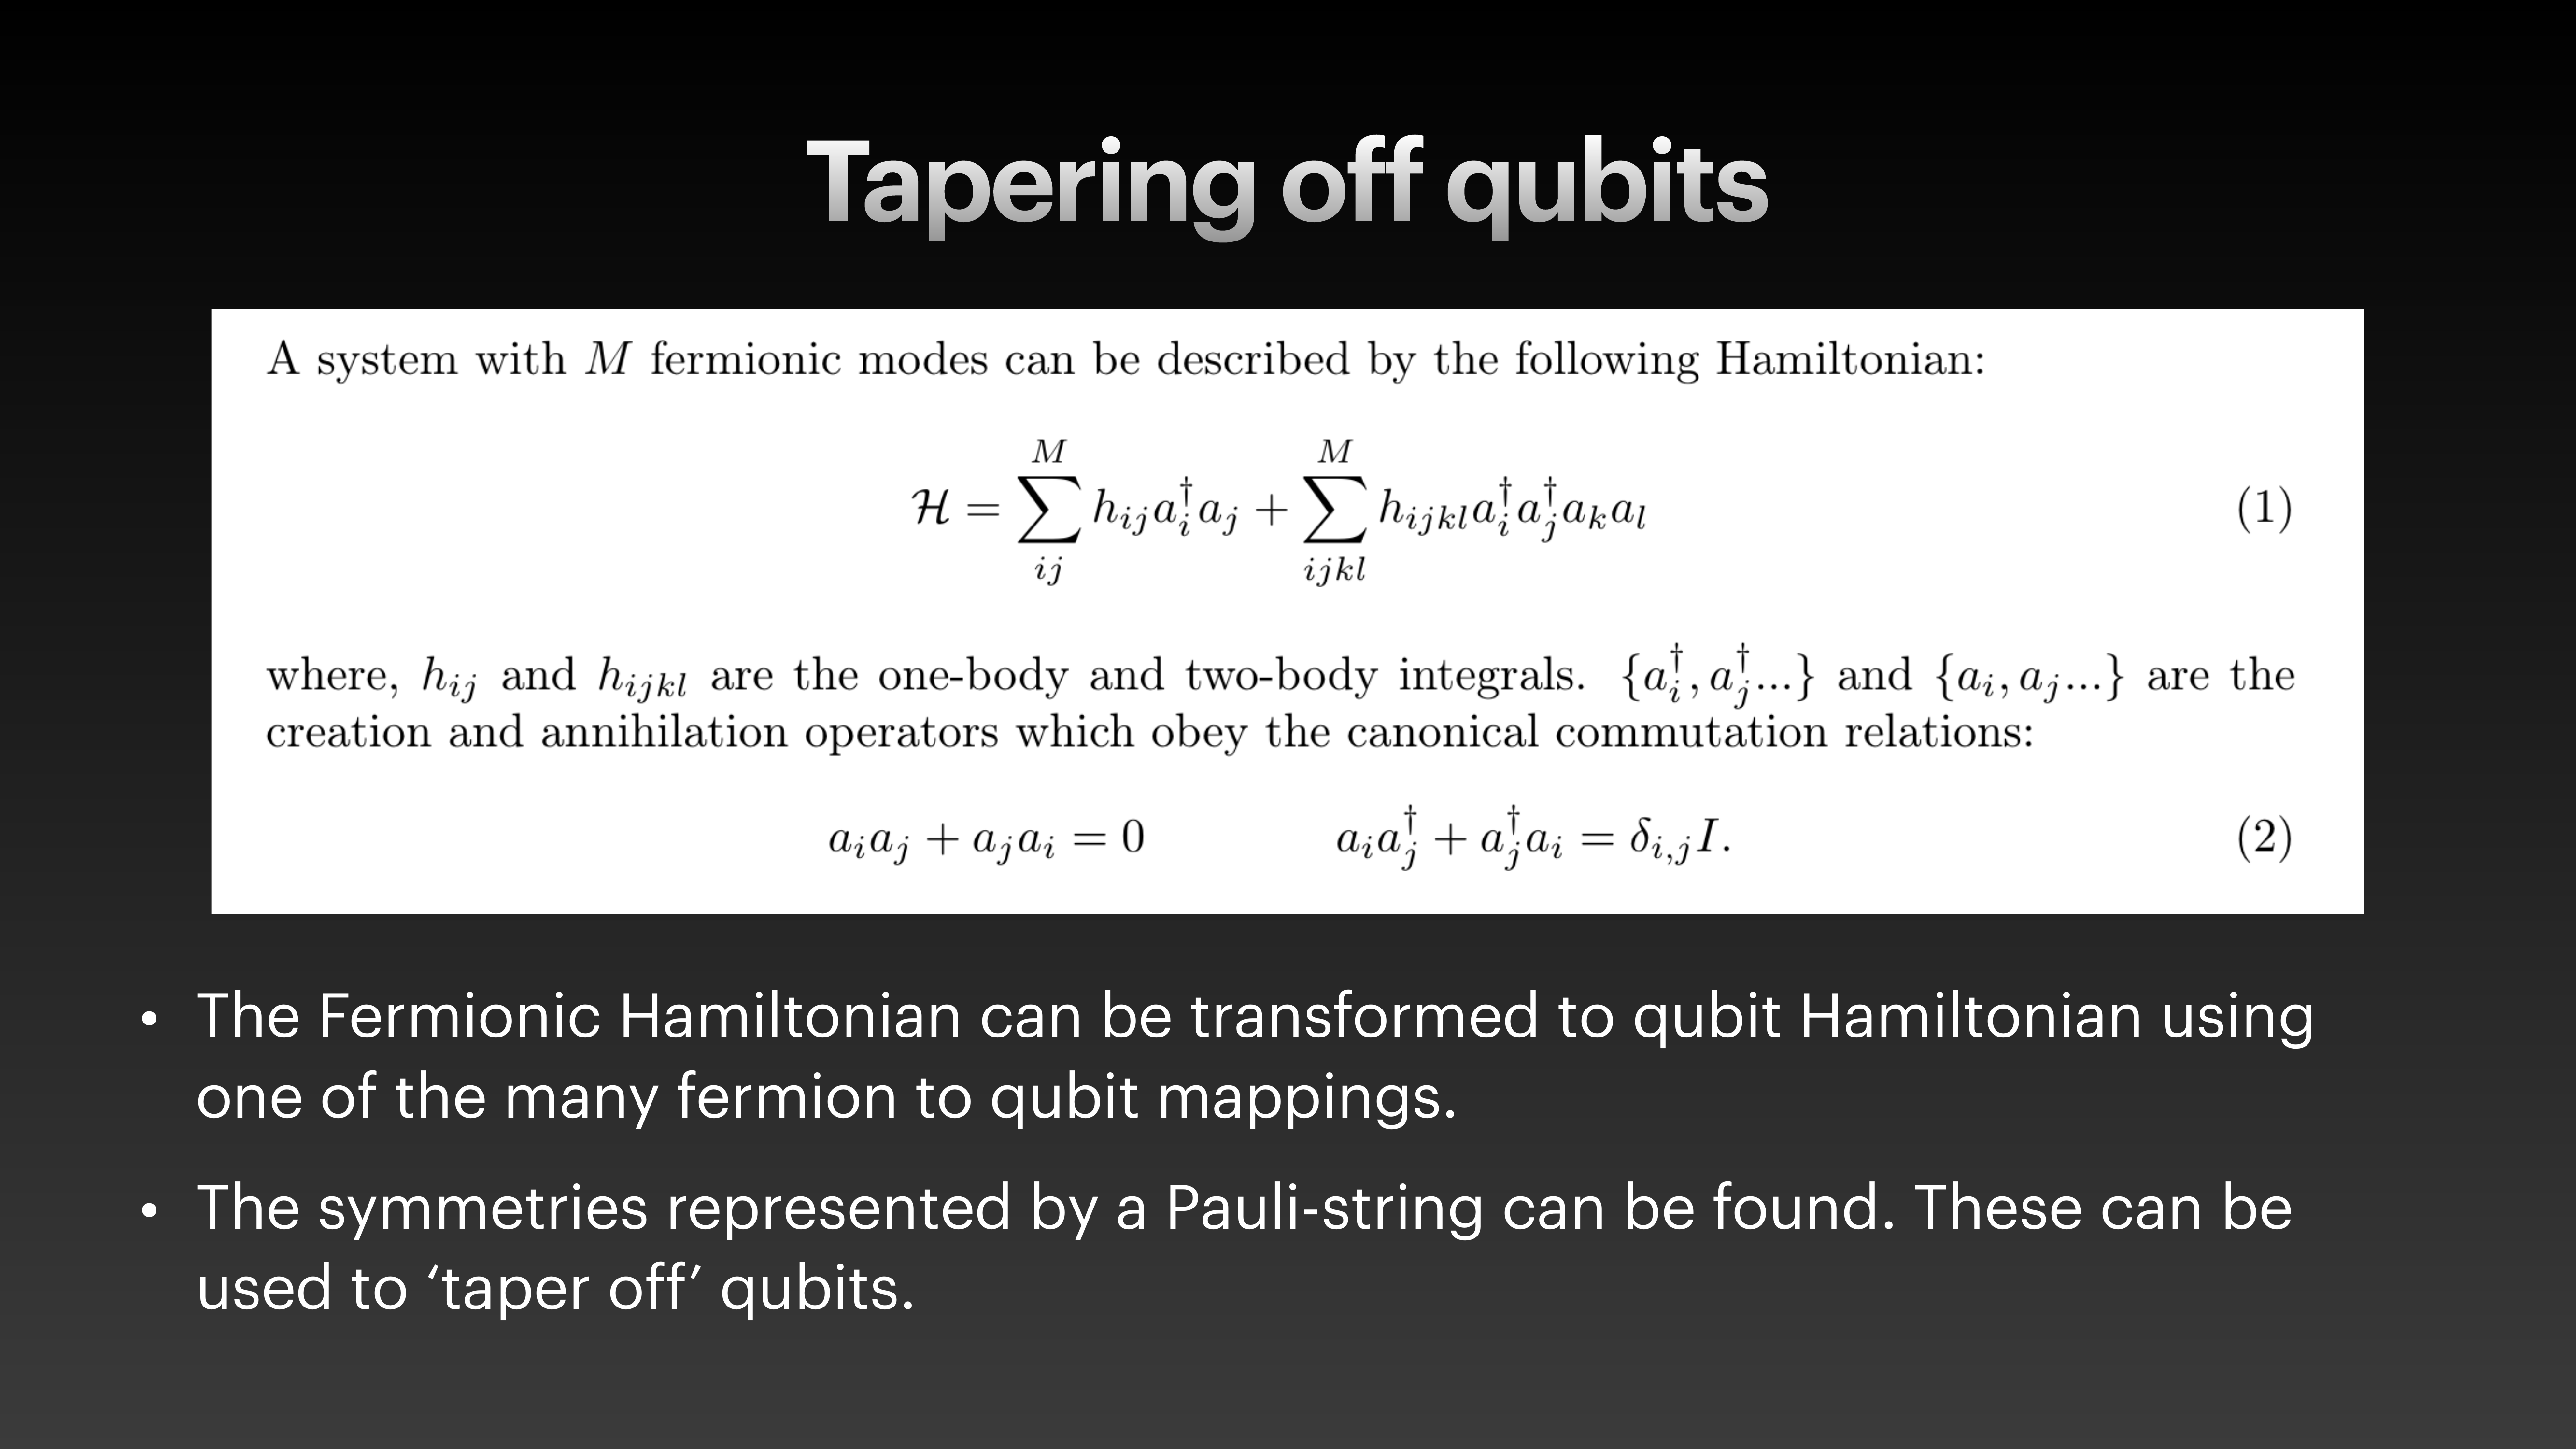 Tapering off qubits
A system with M fermionic modes can be described by the following Hamiltonian:
$\mathcal{H} = \sum_{ij}^{M} h_{ij} a_i^\dagger a_j + \sum_{ijkl}^{M} h_{ijkl} a_i^\dagger a_j^\dagger a_k a_l$ (1)
where, $h_{ij}$ and $h_{ijkl}$ are the one-body and two-body integrals. $\{a_i^\dagger, a_j^\dagger ...\}$ and $\{a_i, a_j ...\}$ are the
creation and annihilation operators which obey the canonical commutation relations:
$a_i a_j + a_j a_i = 0$ $a_i a_j^\dagger + a_j^\dagger a_i = \delta_{i,j} I.$ (2)
• The Fermionic Hamiltonian can be transformed to qubit Hamiltonian using
one of the many fermion to qubit mappings.
• The symmetries represented by a Pauli-string can be found. These can be
used to ‘taper off’ qubits.